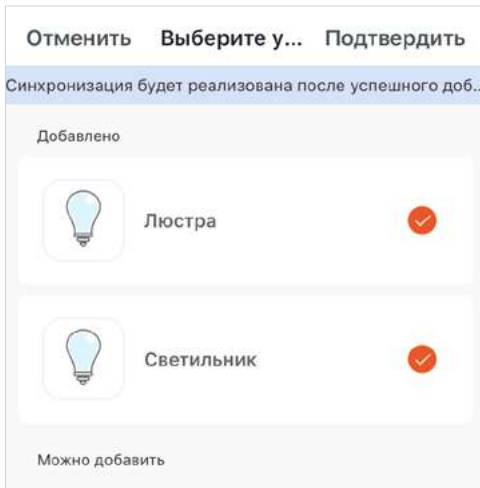 Отменить Выберите у... Подтвердить
Синхронизация будет реализована после успешного доб..
Добавлено
Люстра
Светильник
Можно добавить